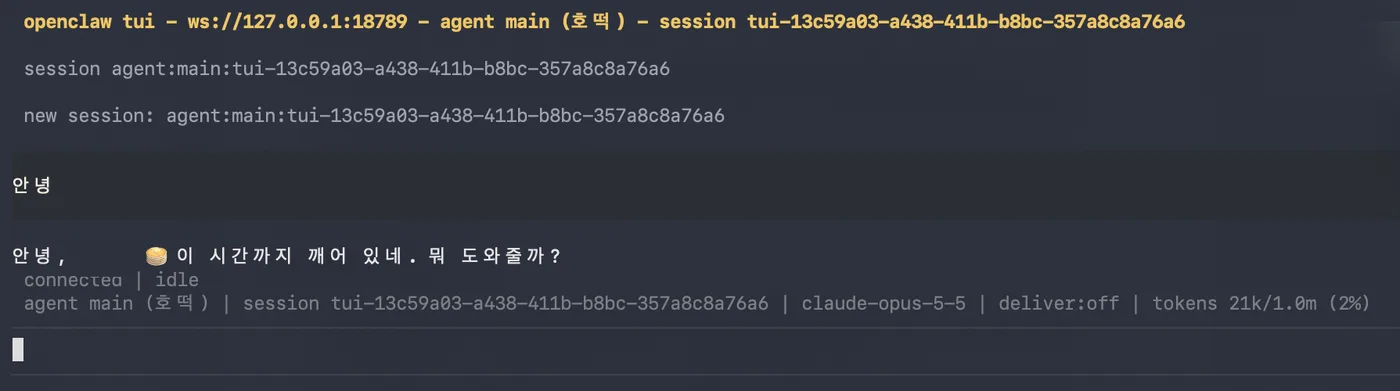 openclaw tui - ws://127.0.0.1:18789 - agent main (호떡) - session tui-13c59a03-a438-411b-b8bc-357a8c8a76a6
session agent:main:tui-13c59a03-a438-411b-b8bc-357a8c8a76a6
new session: agent:main:tui-13c59a03-a438-411b-b8bc-357a8c8a76a6
안녕
안녕, 🥞 이 시간까지 깨어 있네. 뭐 도와줄까?
connected | idle
agent main (호떡) | session tui-13c59a03-a438-411b-b8bc-357a8c8a76a6 | claude-opus-5-5 | deliver:off | tokens 21k/1.0m (2%)